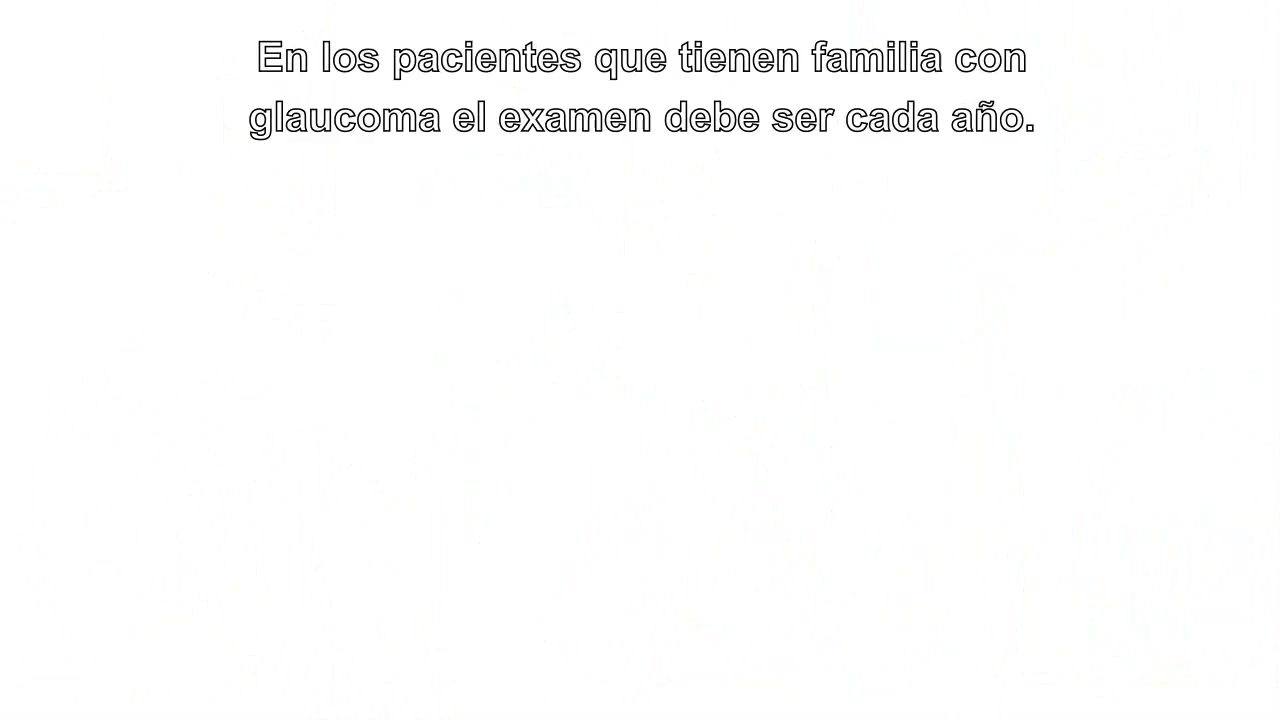 En los pacientes que tienen familia con
glaucoma el examen debe ser cada año.